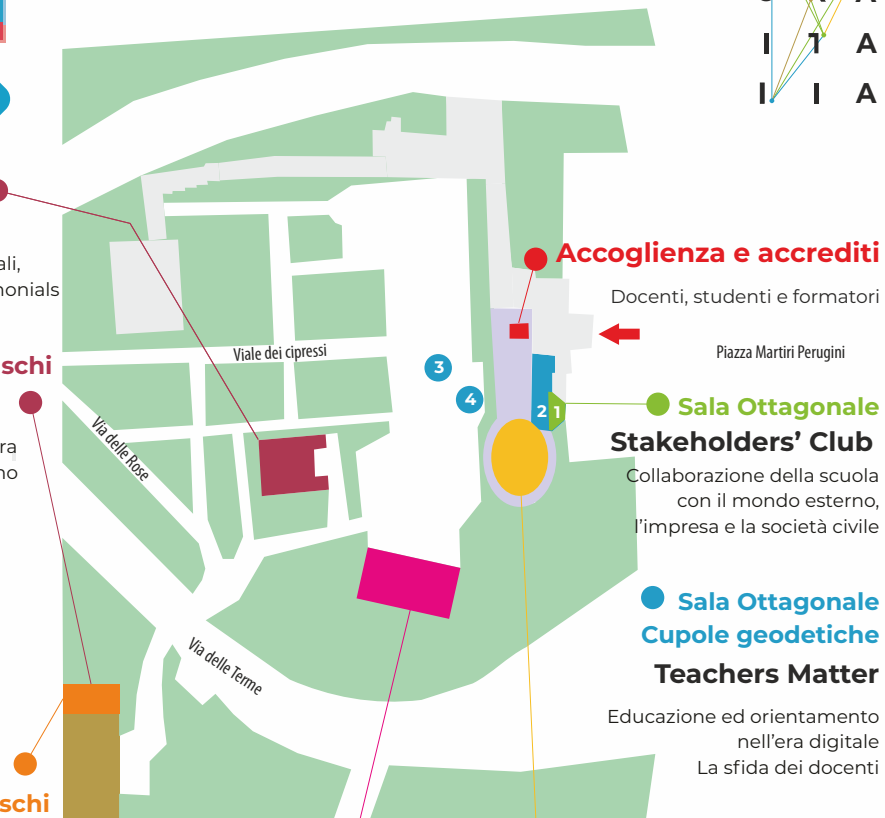 I I A
I I A
ali,
monials
Accoglienza e accrediti
Docenti, studenti e formatori
Piazza Martiri Perugini
Viale dei cipressi
schi
3
4
2 1
Sala Ottagonale
Stakeholders’ Club
Collaborazione della scuola
con il mondo esterno,
l’impresa e la società civile
ra
no
Via delle Rose
Sala Ottagonale
Cupole geodetiche
Teachers Matter
Via delle Terme
Educazione ed orientamento
nell’era digitale
La sfida dei docenti
schi